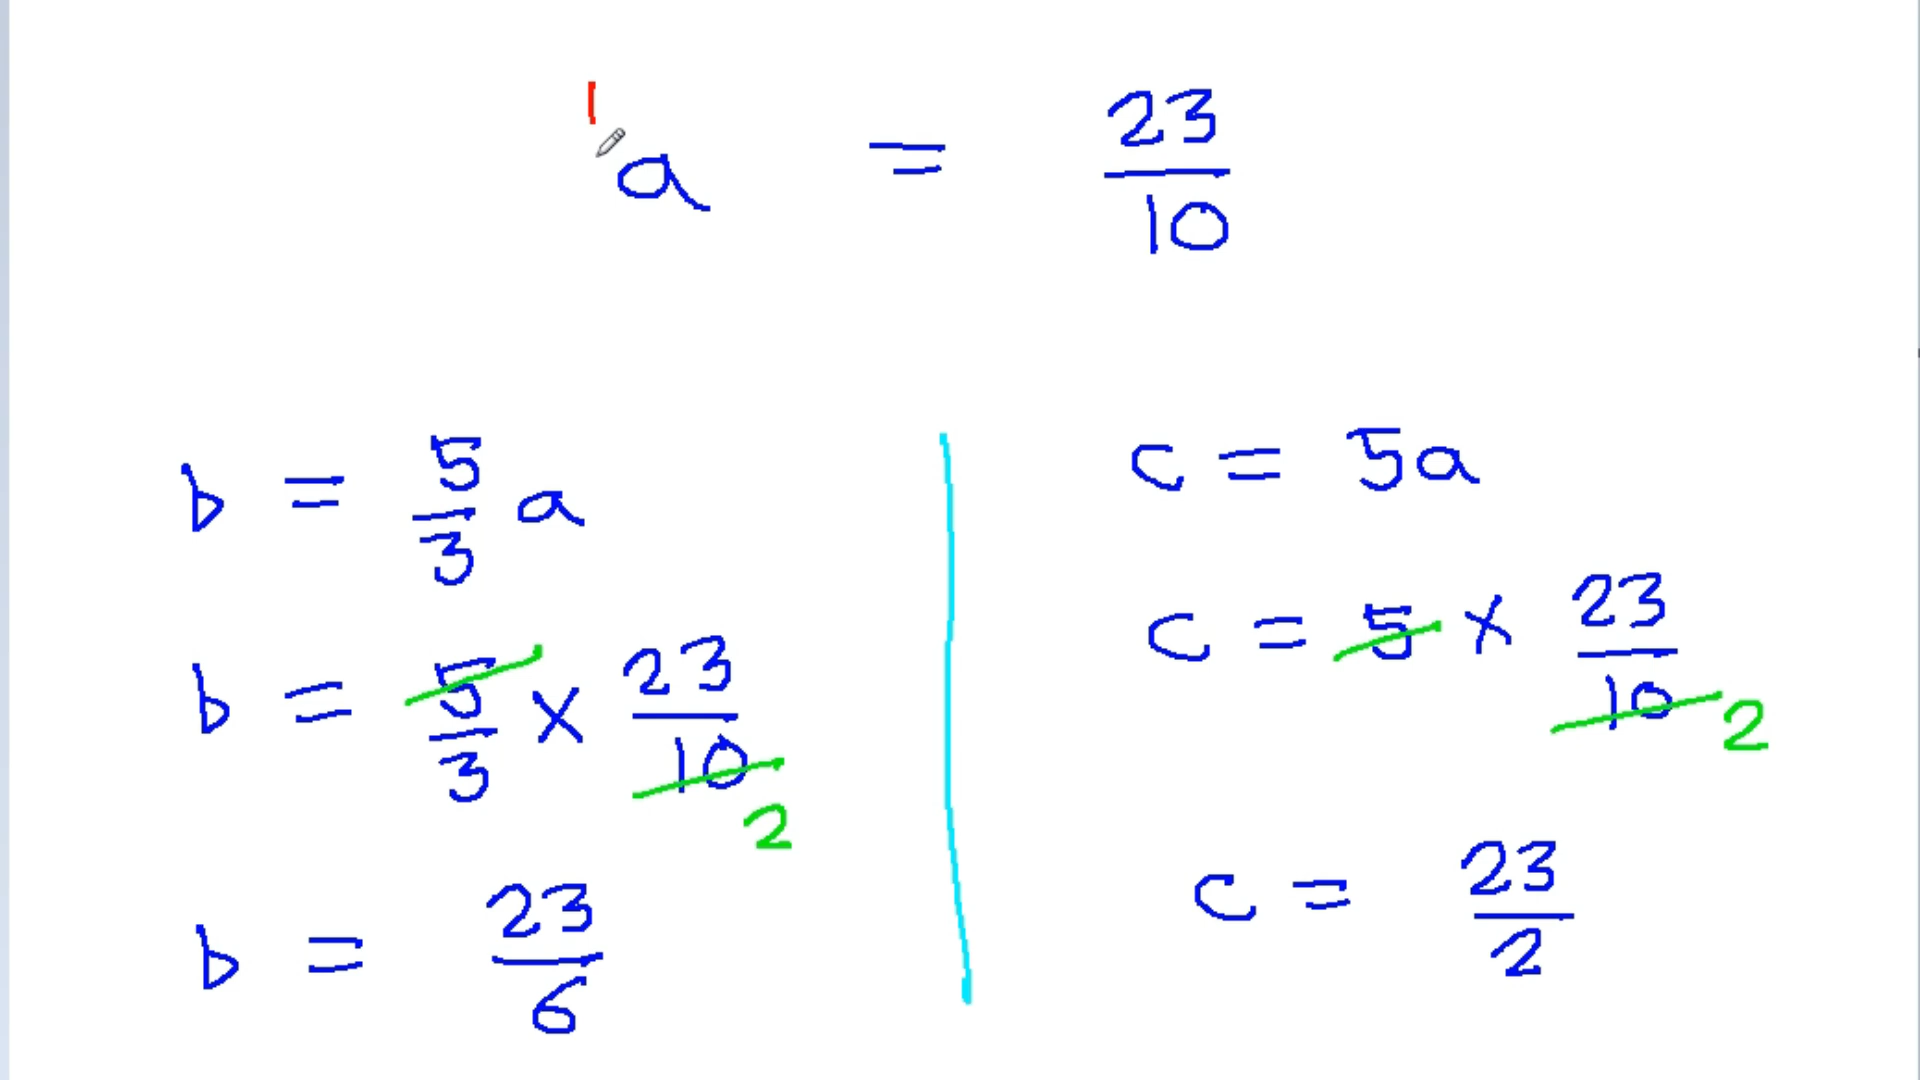 a = 23/10
b = 5/3 a
b = 5/3 × 23/10 2
b = 23/6
c = 5a
c = 5 × 23/10 2
c = 23/2